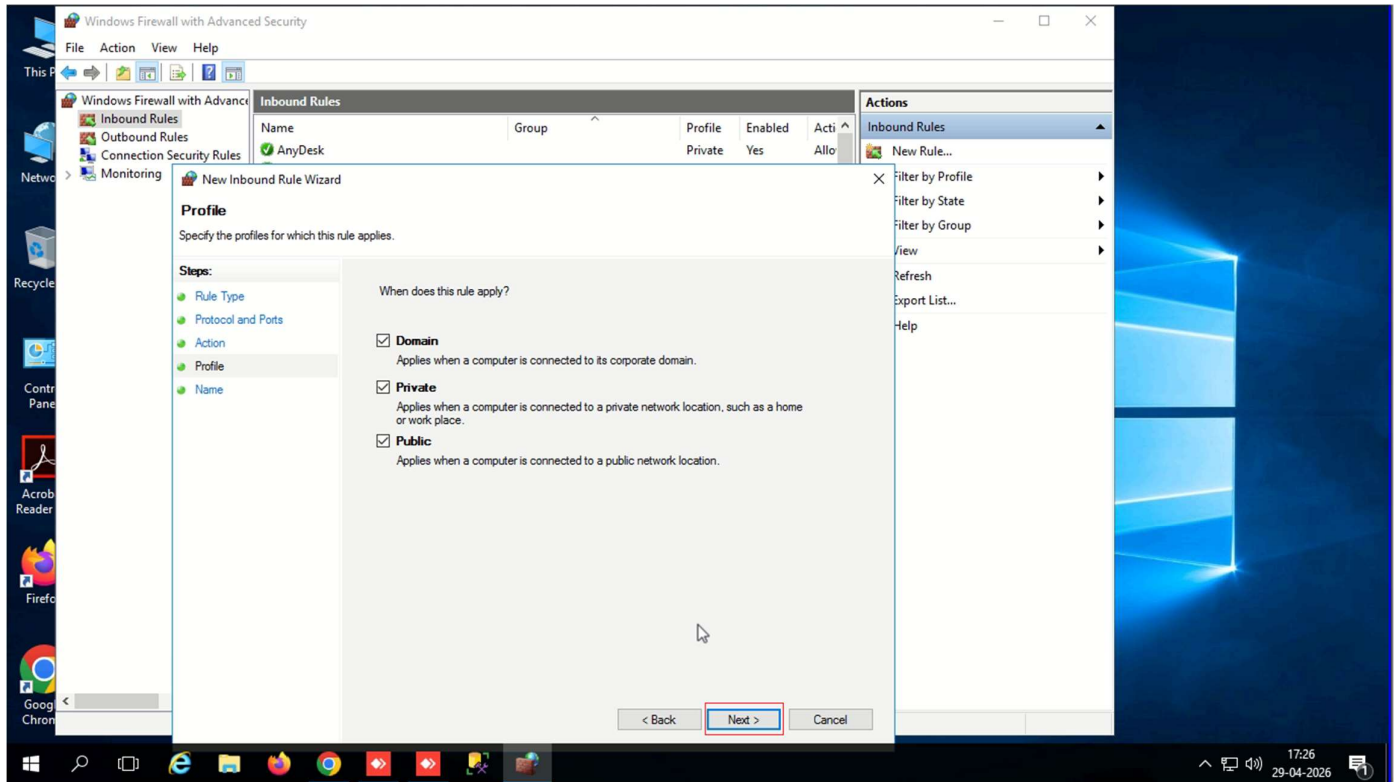 Windows Firewall with Advanced Security
File Action View Help
This P
Windows Firewall with Advance
Inbound Rules
Outbound Rules
Connection Security Rules
Monitoring
Inbound Rules
Name Group Profile Enabled Acti
AnyDesk Private Yes Allo
Actions
Inbound Rules
New Rule...
Filter by Profile
Filter by State
Filter by Group
View
Refresh
Export List...
Help
New Inbound Rule Wizard
Profile
Specify the profiles for which this rule applies.
Steps:
Rule Type
Protocol and Ports
Action
Profile
Name
When does this rule apply?
Domain
Applies when a computer is connected to its corporate domain.
Private
Applies when a computer is connected to a private network location, such as a home
or work place.
Public
Applies when a computer is connected to a public network location.
< Back Next > Cancel
Netwo
Recycle
Contr
Pane
Acrob
Reader
Firefo
Goog
Chron
17:26
29-04-2026
1